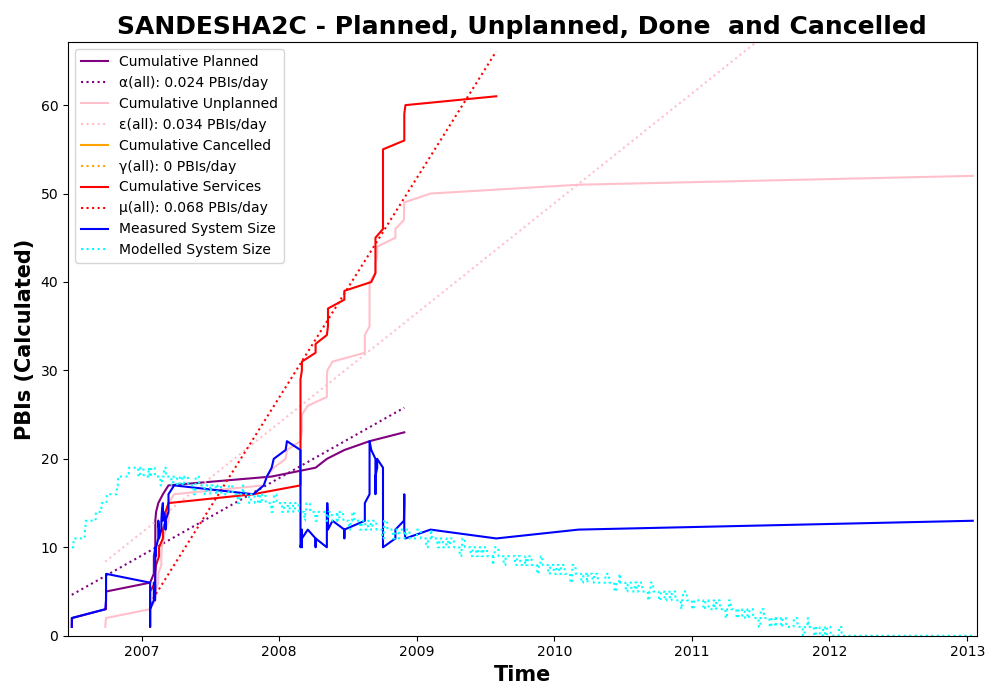 SANDESHA2C - Planned, Unplanned, Done  and Cancelled
Cumulative Planned
α(all): 0.024 PBIs/day
Cumulative Unplanned
ε(all): 0.034 PBIs/day
Cumulative Cancelled
γ(all): 0 PBIs/day
Cumulative Services
μ(all): 0.068 PBIs/day
Measured System Size
Modelled System Size
PBIs (Calculated)
60
50
40
30
20
10
0
2007 2008 2009 2010 2011 2012 2013
Time